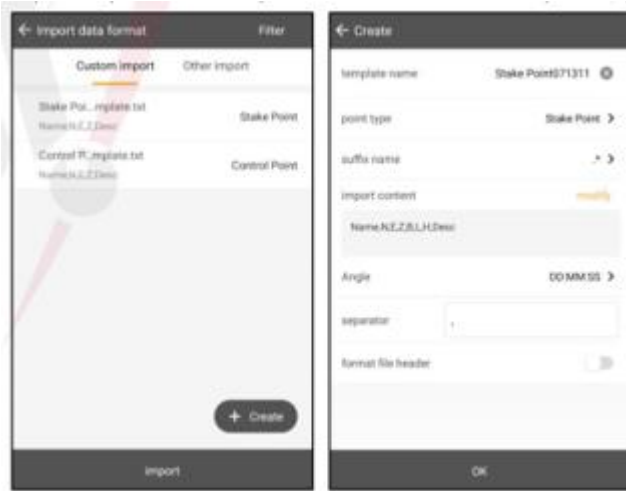 Import data format
Filter
Custom import
Other import
Stake Poi...mplate.txt
Name,N,E,Z,Desc
Stake Point
Control P...mplate.txt
Name,N,E,Z,Desc
Control Point
+ Create
Import
Create
template name
Stake Point071311
point type
Stake Point
suffix name
.*
import content
modify
Name,N,E,Z,B,L,H,Desc
Angle
DD.MM.SS
separator
,
format file header
OK